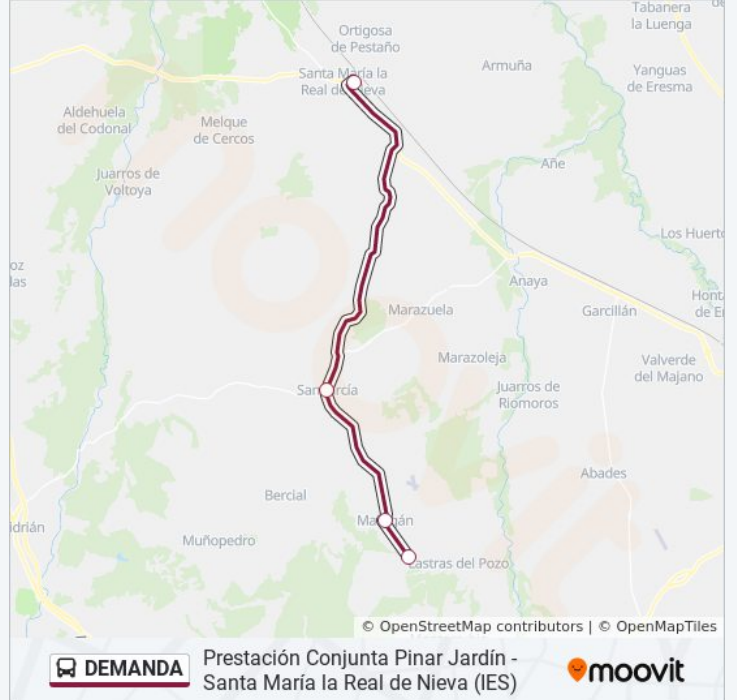 Tabanera
la Luenga
Ortigosa
de Pestaño
Armuña
Santa María la
Real de Nieva
Yanguas
de Eresma
Aldehuela
del Codonal
Melque
de Cercos
Añe
Juarros de
Voltoya
Los Huerto
Anaya
Marazuela
Garcillán
Marazoleja
Valverde
del Majano
Juarros de
Riomoros
Abades
Bercial
Muñopedro
Lastras del Pozo
© OpenStreetMap contributors | © OpenMapTiles
DEMANDA
Prestación Conjunta Pinar Jardín -
Santa María la Real de Nieva (IES)
moovit